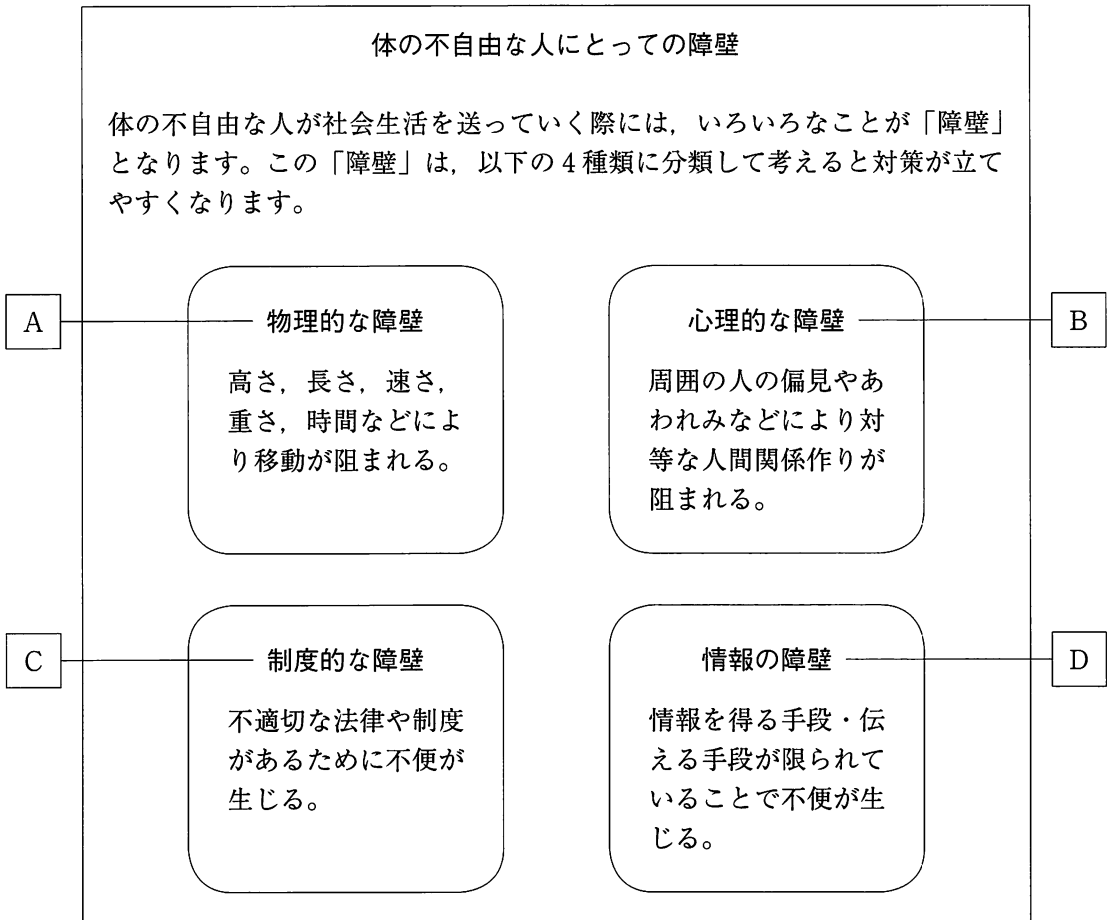 体の不自由な人にとっての障壁
体の不自由な人が社会生活を送っていく際には，いろいろなことが「障壁」
となります。この「障壁」は，以下の4種類に分類して考えると対策が立て
やすくなります。
A
物理的な障壁
高さ，長さ，速さ，
重さ，時間などによ
り移動が阻まれる。
心理的な障壁
B
周囲の人の偏見やあ
われみなどにより対
等な人間関係作りが
阻まれる。
C
制度的な障壁
不適切な法律や制度
があるために不便が
生じる。
情報の障壁
D
情報を得る手段・伝
える手段が限られて
いることで不便が生
じる。